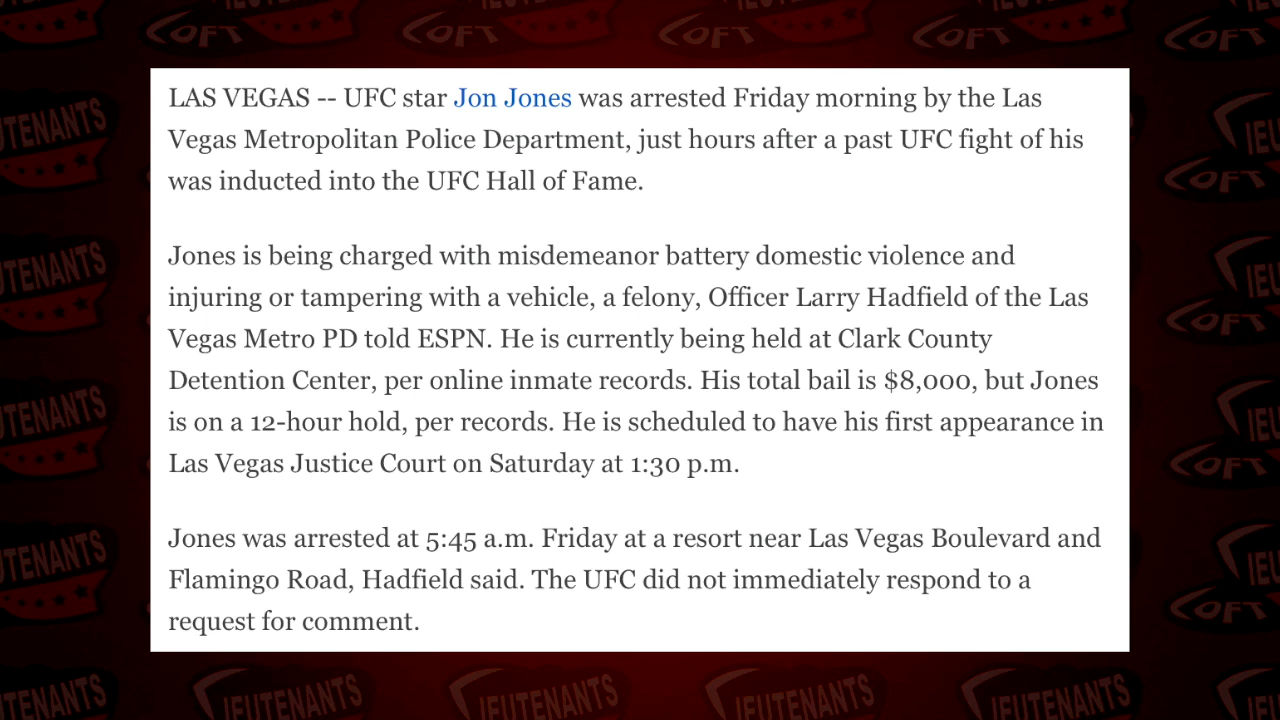 LAS VEGAS -- UFC star Jon Jones was arrested Friday morning by the Las
Vegas Metropolitan Police Department, just hours after a past UFC fight of his
was inducted into the UFC Hall of Fame.
Jones is being charged with misdemeanor battery domestic violence and
injuring or tampering with a vehicle, a felony, Officer Larry Hadfield of the Las
Vegas Metro PD told ESPN. He is currently being held at Clark County
Detention Center, per online inmate records. His total bail is $8,000, but Jones
is on a 12-hour hold, per records. He is scheduled to have his first appearance in
Las Vegas Justice Court on Saturday at 1:30 p.m.
Jones was arrested at 5:45 a.m. Friday at a resort near Las Vegas Boulevard and
Flamingo Road, Hadfield said. The UFC did not immediately respond to a
request for comment.